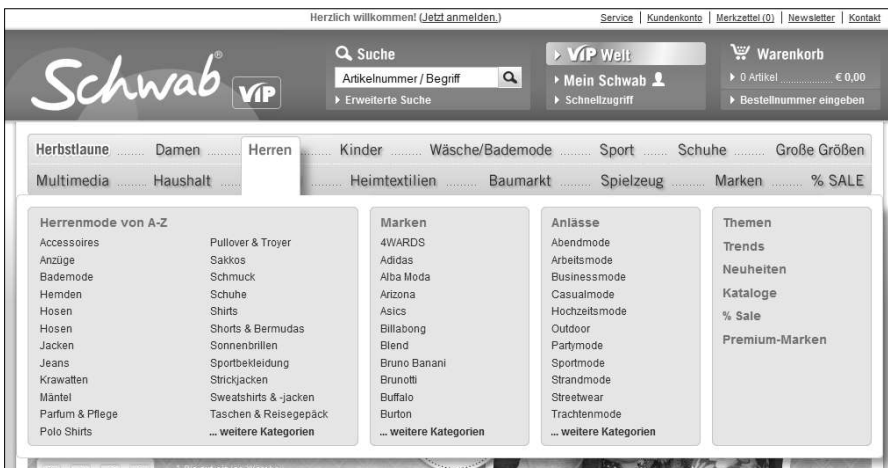 Herzlich willkommen! (Jetzt anmelden.)
Service | Kundenkonto | Merkzettel (0) | Newsletter | Kontakt
Schwab®
VIP
Suche
Artikelnummer / Begriff
Erweiterte Suche
VIP Welt
Mein Schwab
Schnellzugriff
Warenkorb
0 Artikel ................ € 0,00
Bestellnummer eingeben
Herbstlaune ........ Damen ........ Herren ........ Kinder ........ Wäsche/Bademode ........ Sport ...... Schuhe ........ Große Größen
Multimedia ........ Haushalt ........ Heimtextilien ........ Baumarkt ........ Spielzeug ........ Marken ........ % SALE
Herrenmode von A-Z
Accessoires
Anzüge
Bademode
Hemden
Hosen
Hosen
Jacken
Jeans
Krawatten
Mäntel
Parfum & Pflege
Polo Shirts
Pullover & Troyer
Sakkos
Schmuck
Schuhe
Shirts
Shorts & Bermudas
Sonnenbrillen
Sportbekleidung
Strickjacken
Sweatshirts & -jacken
Taschen & Reisegepäck
... weitere Kategorien
Marken
4WARDS
Adidas
Alba Moda
Arizona
Asics
Billabong
Blend
Bruno Banani
Brunotti
Buffalo
Burton
... weitere Kategorien
Anlässe
Abendmode
Arbeitsmode
Businessmode
Casualmode
Hochzeitsmode
Outdoor
Partymode
Sportmode
Strandmode
Streetwear
Trachtenmode
... weitere Kategorien
Themen
Trends
Neuheiten
Kataloge
% Sale
Premium-Marken